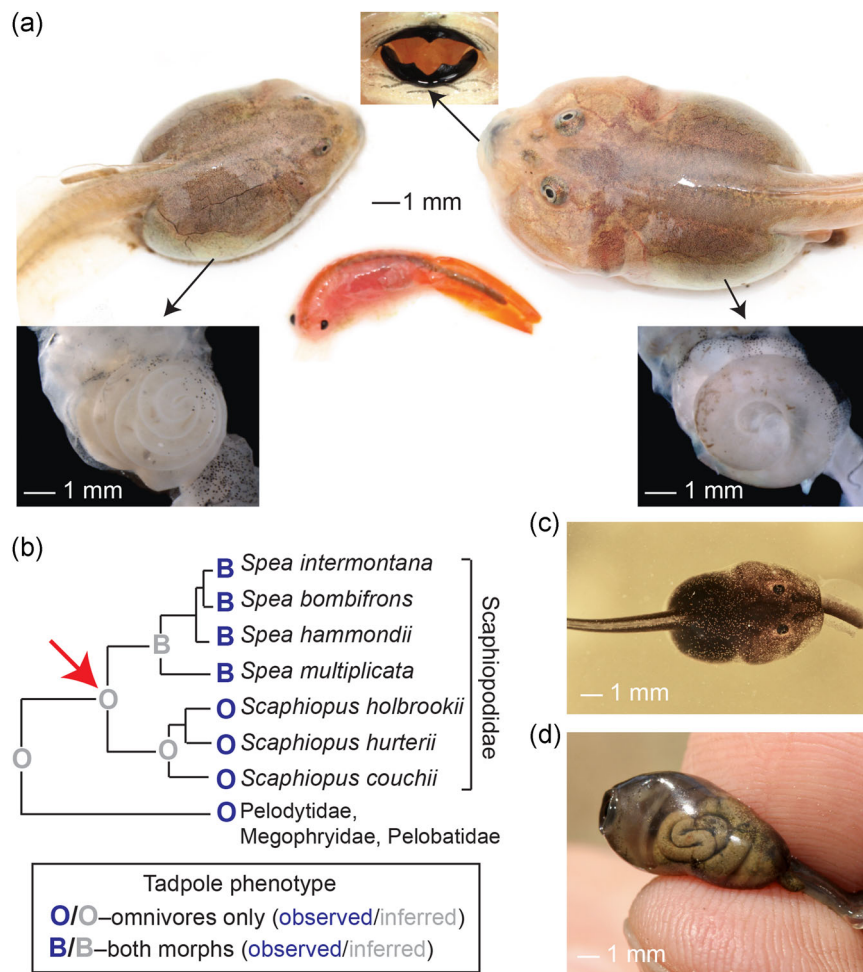 (a)
1 mm
1 mm
1 mm
(b)
B Spea intermontana
B Spea bombifrons
B Spea hammondii
B
B Spea multiplicata
O
O Scaphiopus holbrookii
O
O Scaphiopus hurterii
O
O Scaphiopus couchii
O Pelodytidae,
Megophryidae, Pelobatidae
Scaphiopodidae
Tadpole phenotype
O/O–omnivores only (observed/inferred)
B/B–both morphs (observed/inferred)
(c)
1 mm
(d)
1 mm